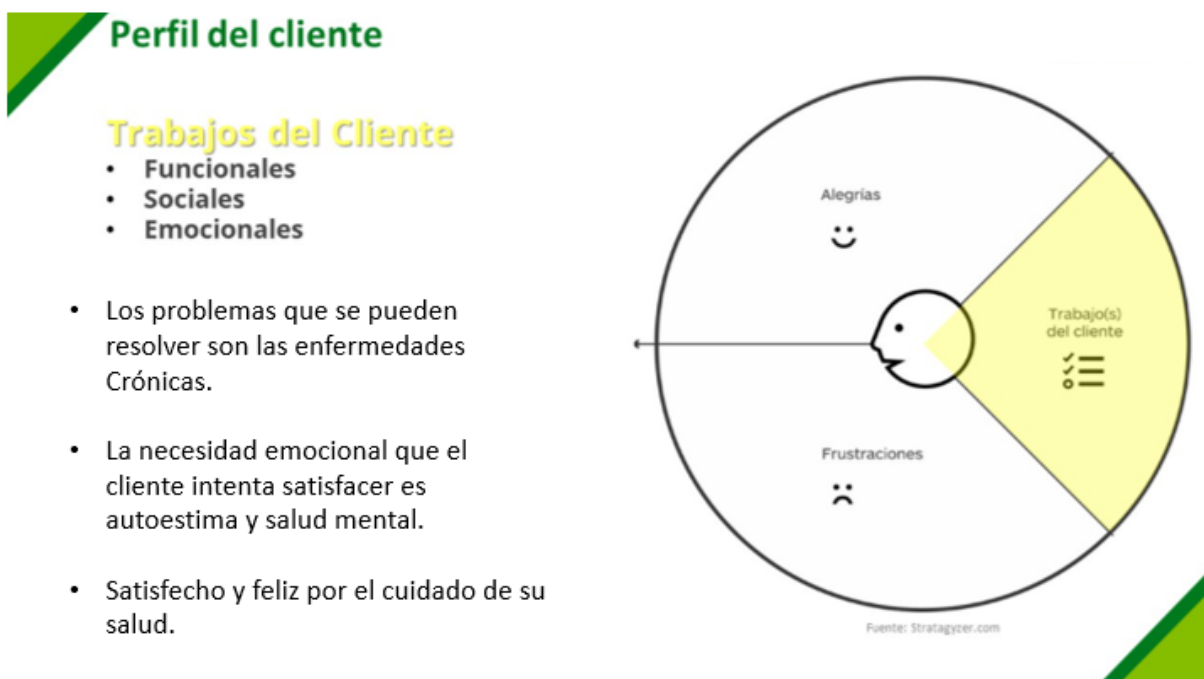 Perfil del cliente
Trabajos del Cliente
• Funcionales
• Sociales
• Emocionales
• Los problemas que se pueden
resolver son las enfermedades
Crónicas.
• La necesidad emocional que el
cliente intenta satisfacer es
autoestima y salud mental.
• Satisfecho y feliz por el cuidado de su
salud.
Alegrías
Trabajo(s)
del cliente
Frustraciones
Fuente: Stratagyzer.com